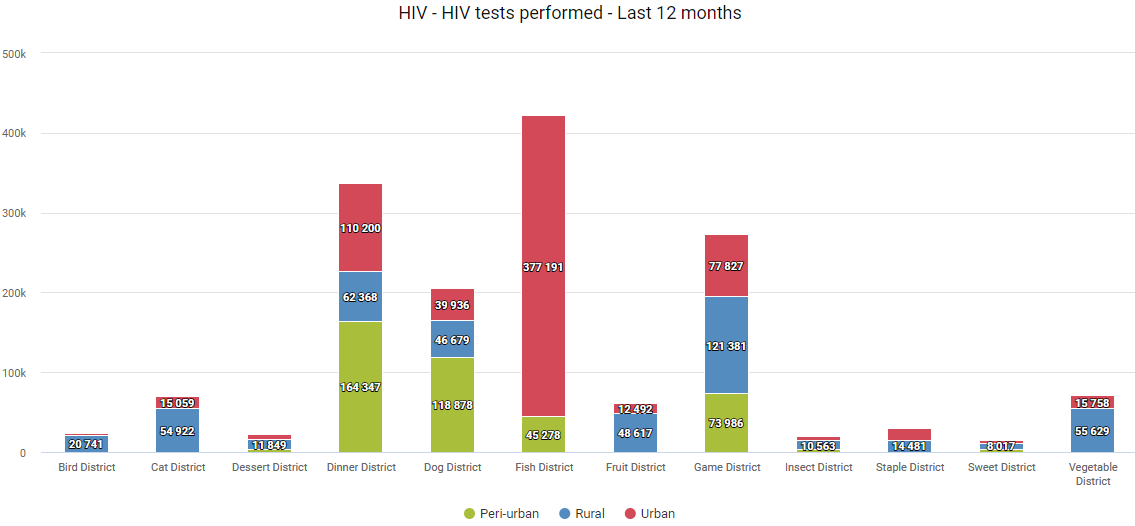 HIV - HIV tests performed - Last 12 months
500k
400k
300k
200k
100k
0
20 741
15 059
54 922
11 849
110 200
62 368
164 347
39 936
46 679
118 878
377 191
45 278
12 492
48 617
77 827
121 381
73 986
10 563
14 481
8 017
15 758
55 629
Bird District
Cat District
Dessert District
Dinner District
Dog District
Fish District
Fruit District
Game District
Insect District
Staple District
Sweet District
Vegetable
District
Peri-urban
Rural
Urban